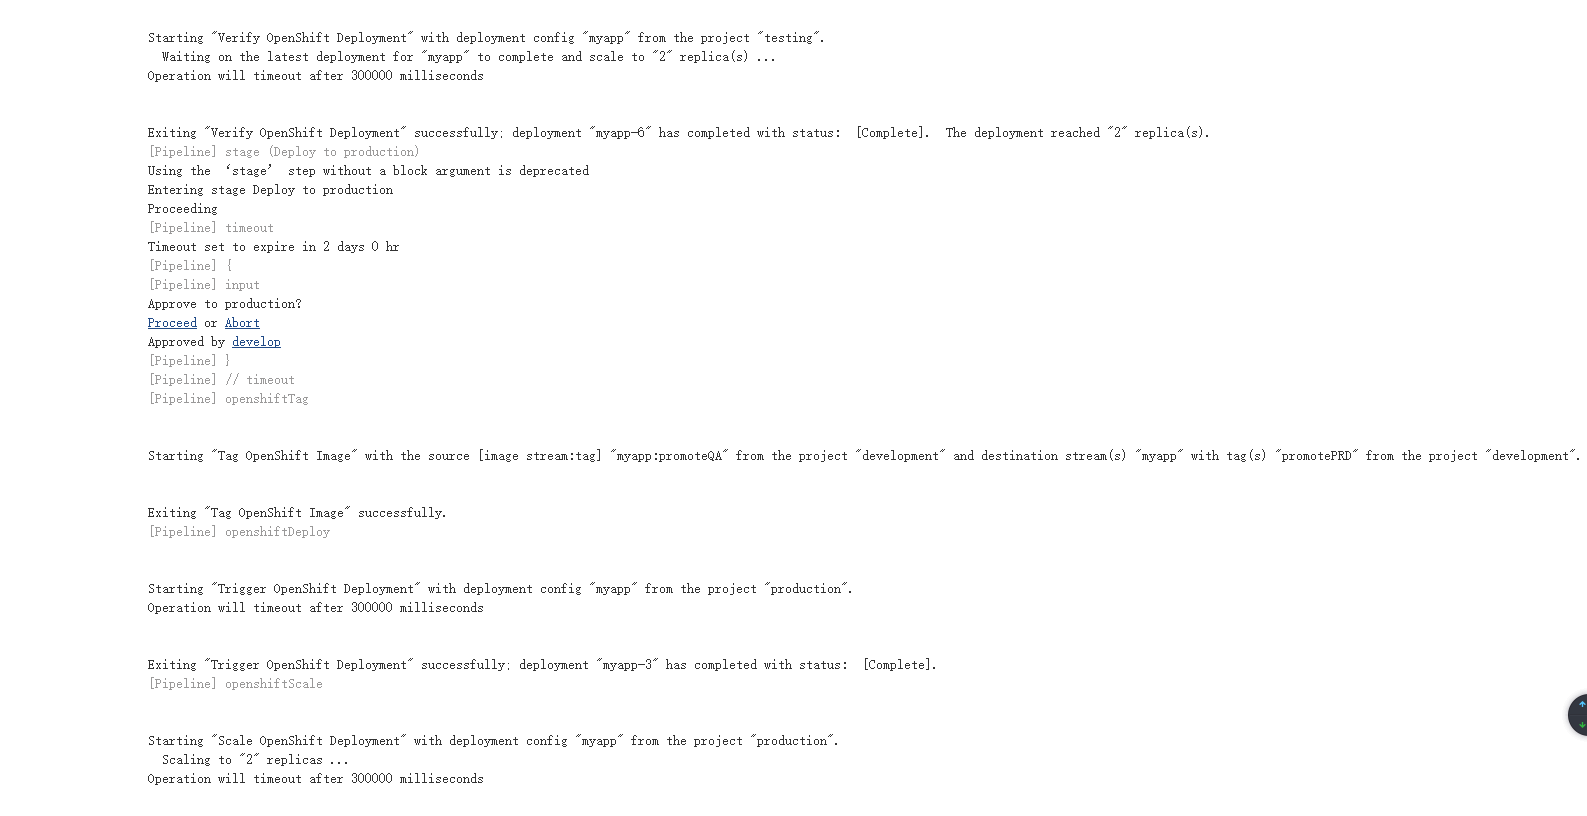 Starting "Verify OpenShift Deployment" with deployment config "myapp" from the project "testing".
Waiting on the latest deployment for "myapp" to complete and scale to "2" replica(s) ...
Operation will timeout after 300000 milliseconds
Exiting "Verify OpenShift Deployment" successfully; deployment "myapp-6" has completed with status:  [Complete].  The deployment reached "2" replica(s).
[Pipeline] stage (Deploy to production)
Using the ‘stage’ step without a block argument is deprecated
Entering stage Deploy to production
Proceeding
[Pipeline] timeout
Timeout set to expire in 2 days 0 hr
[Pipeline] {
[Pipeline] input
Approve to production?
Proceed or Abort
Approved by develop
[Pipeline] }
[Pipeline] // timeout
[Pipeline] openshiftTag
Starting "Tag OpenShift Image" with the source [image stream:tag] "myapp:promoteQA" from the project "development" and destination stream(s) "myapp" with tag(s) "promotePRD" from the project "development".
Exiting "Tag OpenShift Image" successfully.
[Pipeline] openshiftDeploy
Starting "Trigger OpenShift Deployment" with deployment config "myapp" from the project "production".
Operation will timeout after 300000 milliseconds
Exiting "Trigger OpenShift Deployment" successfully; deployment "myapp-3" has completed with status:  [Complete].
[Pipeline] openshiftScale
Starting "Scale OpenShift Deployment" with deployment config "myapp" from the project "production".
Scaling to "2" replicas ...
Operation will timeout after 300000 milliseconds